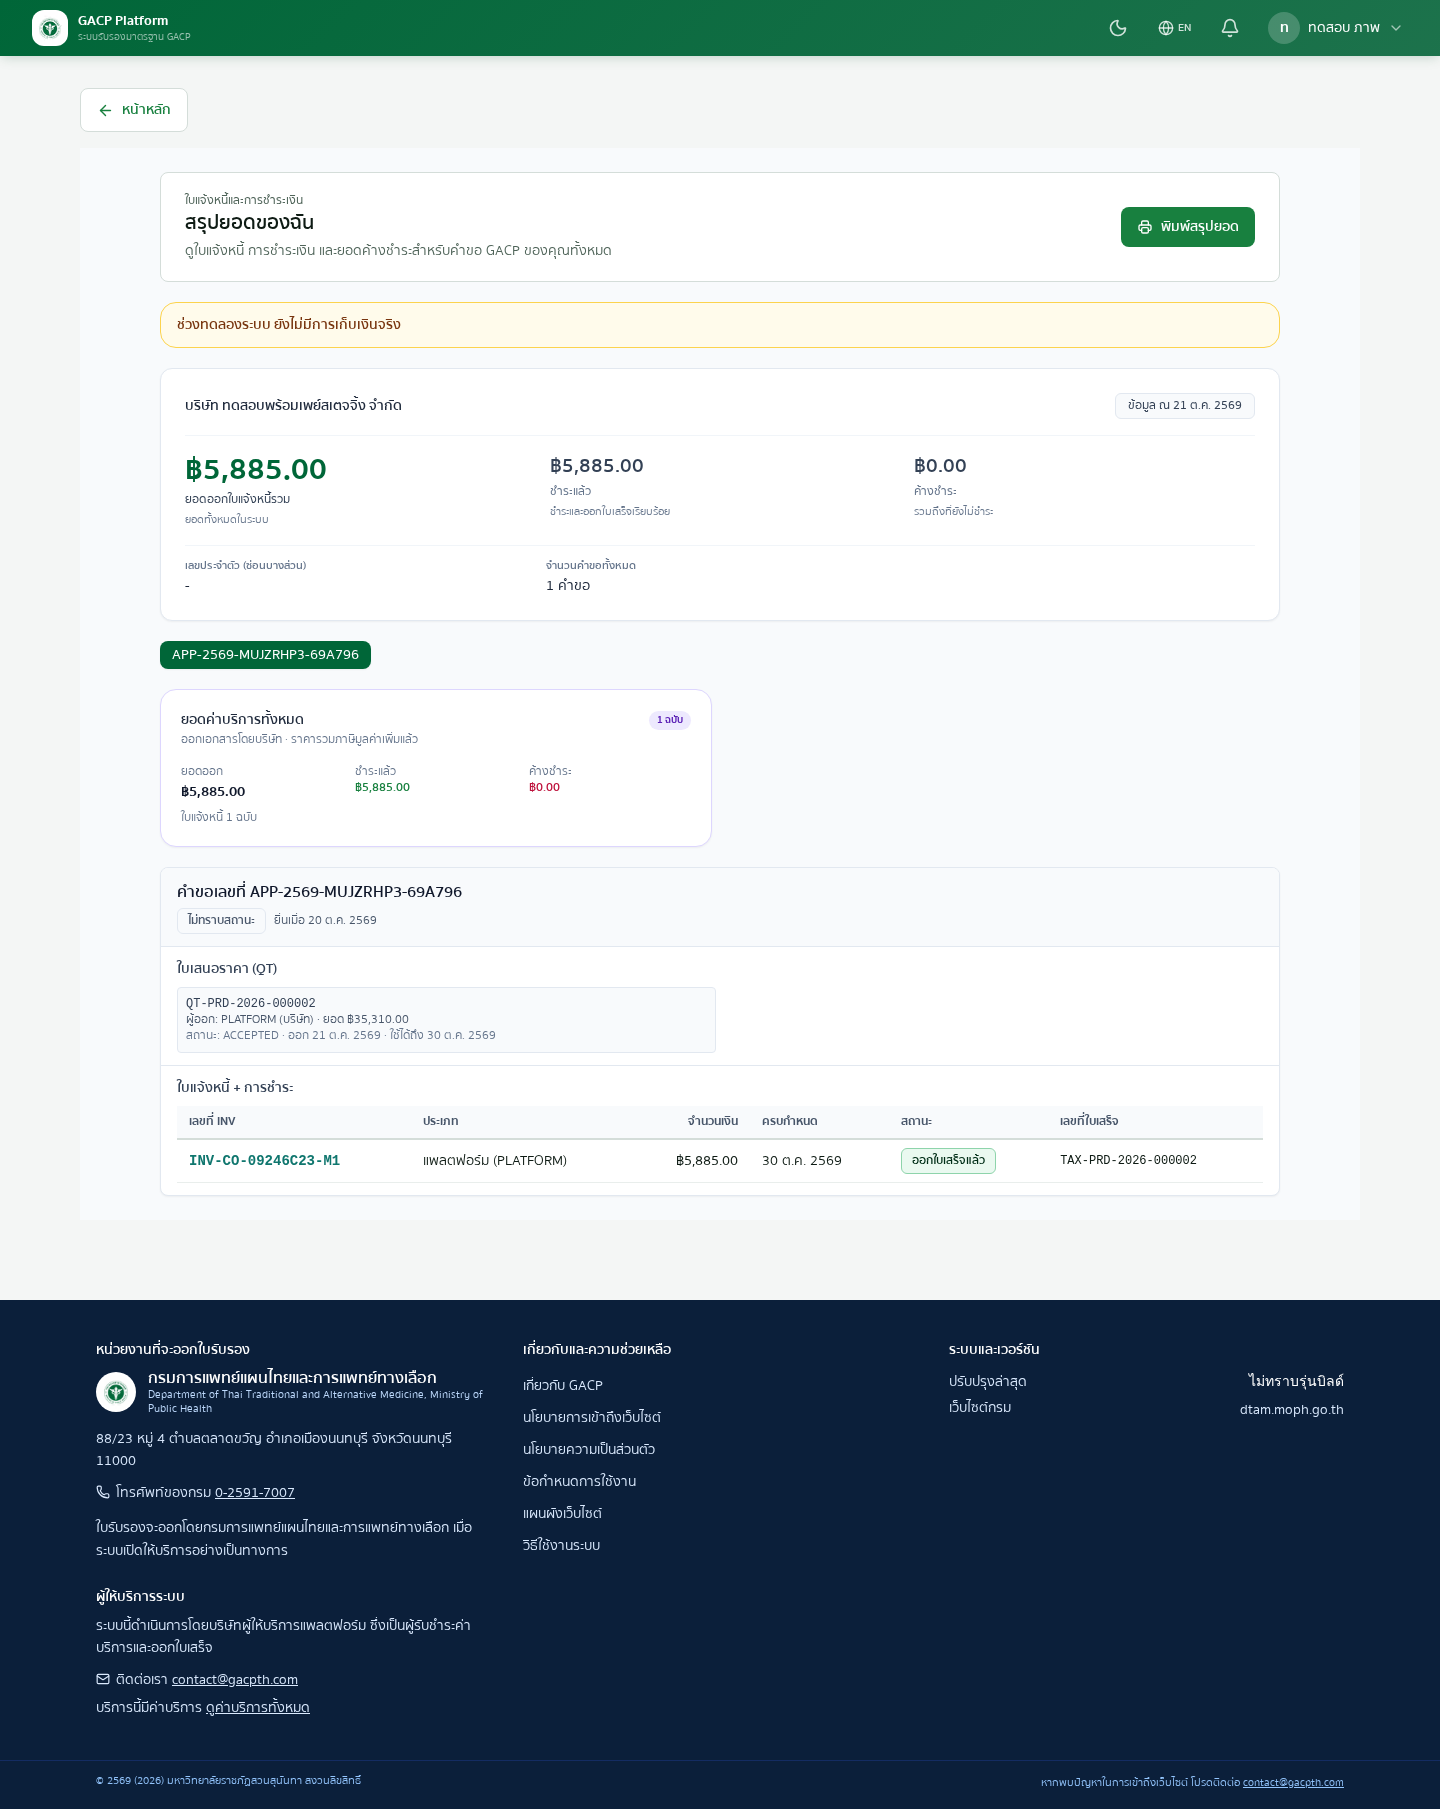 GACP Platform
ระบบรับรองมาตรฐาน GACP
EN
ท
ทดสอบ ภาพ
หน้าหลัก
ใบแจ้งหนี้และการชำระเงิน
สรุปยอดของฉัน
ดูใบแจ้งหนี้ การชำระเงิน และยอดค้างชำระสำหรับคำขอ GACP ของคุณทั้งหมด
พิมพ์สรุปยอด
ช่วงทดลองระบบ ยังไม่มีการเก็บเงินจริง
บริษัท ทดสอบพร้อมเพย์สเตจจิ้ง จำกัด
ข้อมูล ณ 21 ต.ค. 2569
฿5,885.00
ยอดออกใบแจ้งหนี้รวม
ยอดทั้งหมดในระบบ
฿5,885.00
ชำระแล้ว
ชำระและออกใบเสร็จเรียบร้อย
฿0.00
ค้างชำระ
รวมถึงที่ยังไม่ชำระ
เลขประจำตัว (ซ่อนบางส่วน)
-
จำนวนคำขอทั้งหมด
1 คำขอ
APP-2569-MUJZRHP3-69A796
ยอดค่าบริการทั้งหมด
1 ฉบับ
ออกเอกสารโดยบริษัท · ราคารวมภาษีมูลค่าเพิ่มแล้ว
ยอดออก
฿5,885.00
ชำระแล้ว
฿5,885.00
ค้างชำระ
฿0.00
ใบแจ้งหนี้ 1 ฉบับ
คำขอเลขที่ APP-2569-MUJZRHP3-69A796
ไม่ทราบสถานะ
ยื่นเมื่อ 20 ต.ค. 2569
ใบเสนอราคา (QT)
QT-PRD-2026-000002
ผู้ออก: PLATFORM (บริษัท) · ยอด ฿35,310.00
สถานะ: ACCEPTED · ออก 21 ต.ค. 2569 · ใช้ได้ถึง 30 ต.ค. 2569
ใบแจ้งหนี้ + การชำระ
เลขที่ INV ประเภท จำนวนเงิน ครบกำหนด สถานะ เลขที่ใบเสร็จ
INV-CO-09246C23-M1 แพลตฟอร์ม (PLATFORM) ฿5,885.00 30 ต.ค. 2569 ออกใบเสร็จแล้ว TAX-PRD-2026-000002
หน่วยงานที่จะออกใบรับรอง
กรมการแพทย์แผนไทยและการแพทย์ทางเลือก
Department of Thai Traditional and Alternative Medicine, Ministry of
Public Health
88/23 หมู่ 4 ตำบลตลาดขวัญ อำเภอเมืองนนทบุรี จังหวัดนนทบุรี
11000
โทรศัพท์ของกรม 0-2591-7007
ใบรับรองจะออกโดยกรมการแพทย์แผนไทยและการแพทย์ทางเลือก เมื่อ
ระบบเปิดให้บริการอย่างเป็นทางการ
ผู้ให้บริการระบบ
ระบบนี้ดำเนินการโดยบริษัทผู้ให้บริการแพลตฟอร์ม ซึ่งเป็นผู้รับชำระค่า
บริการและออกใบเสร็จ
ติดต่อเรา contact@gacpth.com
บริการนี้มีค่าบริการ ดูค่าบริการทั้งหมด
เกี่ยวกับและความช่วยเหลือ
เกี่ยวกับ GACP
นโยบายการเข้าถึงเว็บไซต์
นโยบายความเป็นส่วนตัว
ข้อกำหนดการใช้งาน
แผนผังเว็บไซต์
วิธีใช้งานระบบ
ระบบและเวอร์ชัน
ปรับปรุงล่าสุด
ไม่ทราบรุ่นบิลด์
เว็บไซต์กรม
dtam.moph.go.th
© 2569 (2026) มหาวิทยาลัยราชภัฏสวนสุนันทา สงวนลิขสิทธิ์
หากพบปัญหาในการเข้าถึงเว็บไซต์ โปรดติดต่อ contact@gacpth.com